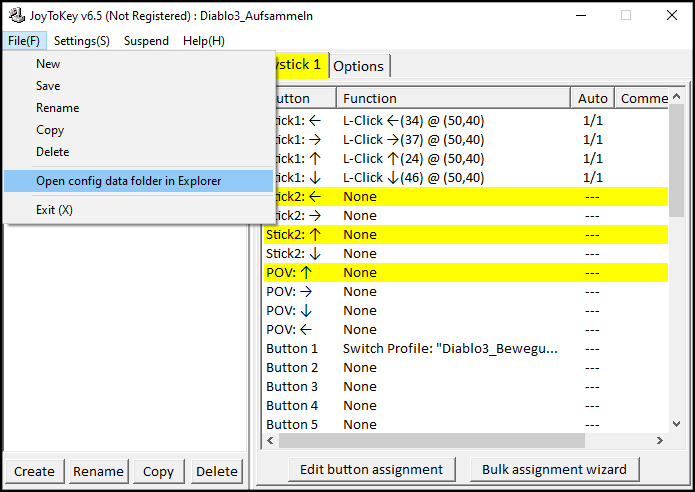 JoyToKey v6.5 (Not Registered) : Diablo3_Aufsammeln
File(F) Settings(S) Suspend Help(H)
New
Save
Rename
Copy
Delete
Open config data folder in Explorer
Exit (X)
ystick 1 Options
utton Function Auto Comme
tick1: ← L-Click ←(34) @ (50,40) 1/1
tick1: → L-Click →(37) @ (50,40) 1/1
tick1: ↑ L-Click ↑(24) @ (50,40) 1/1
tick1: ↓ L-Click ↓(46) @ (50,40) 1/1
Stick2: ← None ---
tick2: → None ---
Stick2: ↑ None ---
Stick2: ↓ None ---
POV: ↑ None ---
POV: → None ---
POV: ↓ None ---
POV: ← None ---
Button 1 Switch Profile: "Diablo3_Bewegu... ---
Button 2 None ---
Button 3 None ---
Button 4 None ---
Button 5 None ---
Create Rename Copy Delete
Edit button assignment Bulk assignment wizard